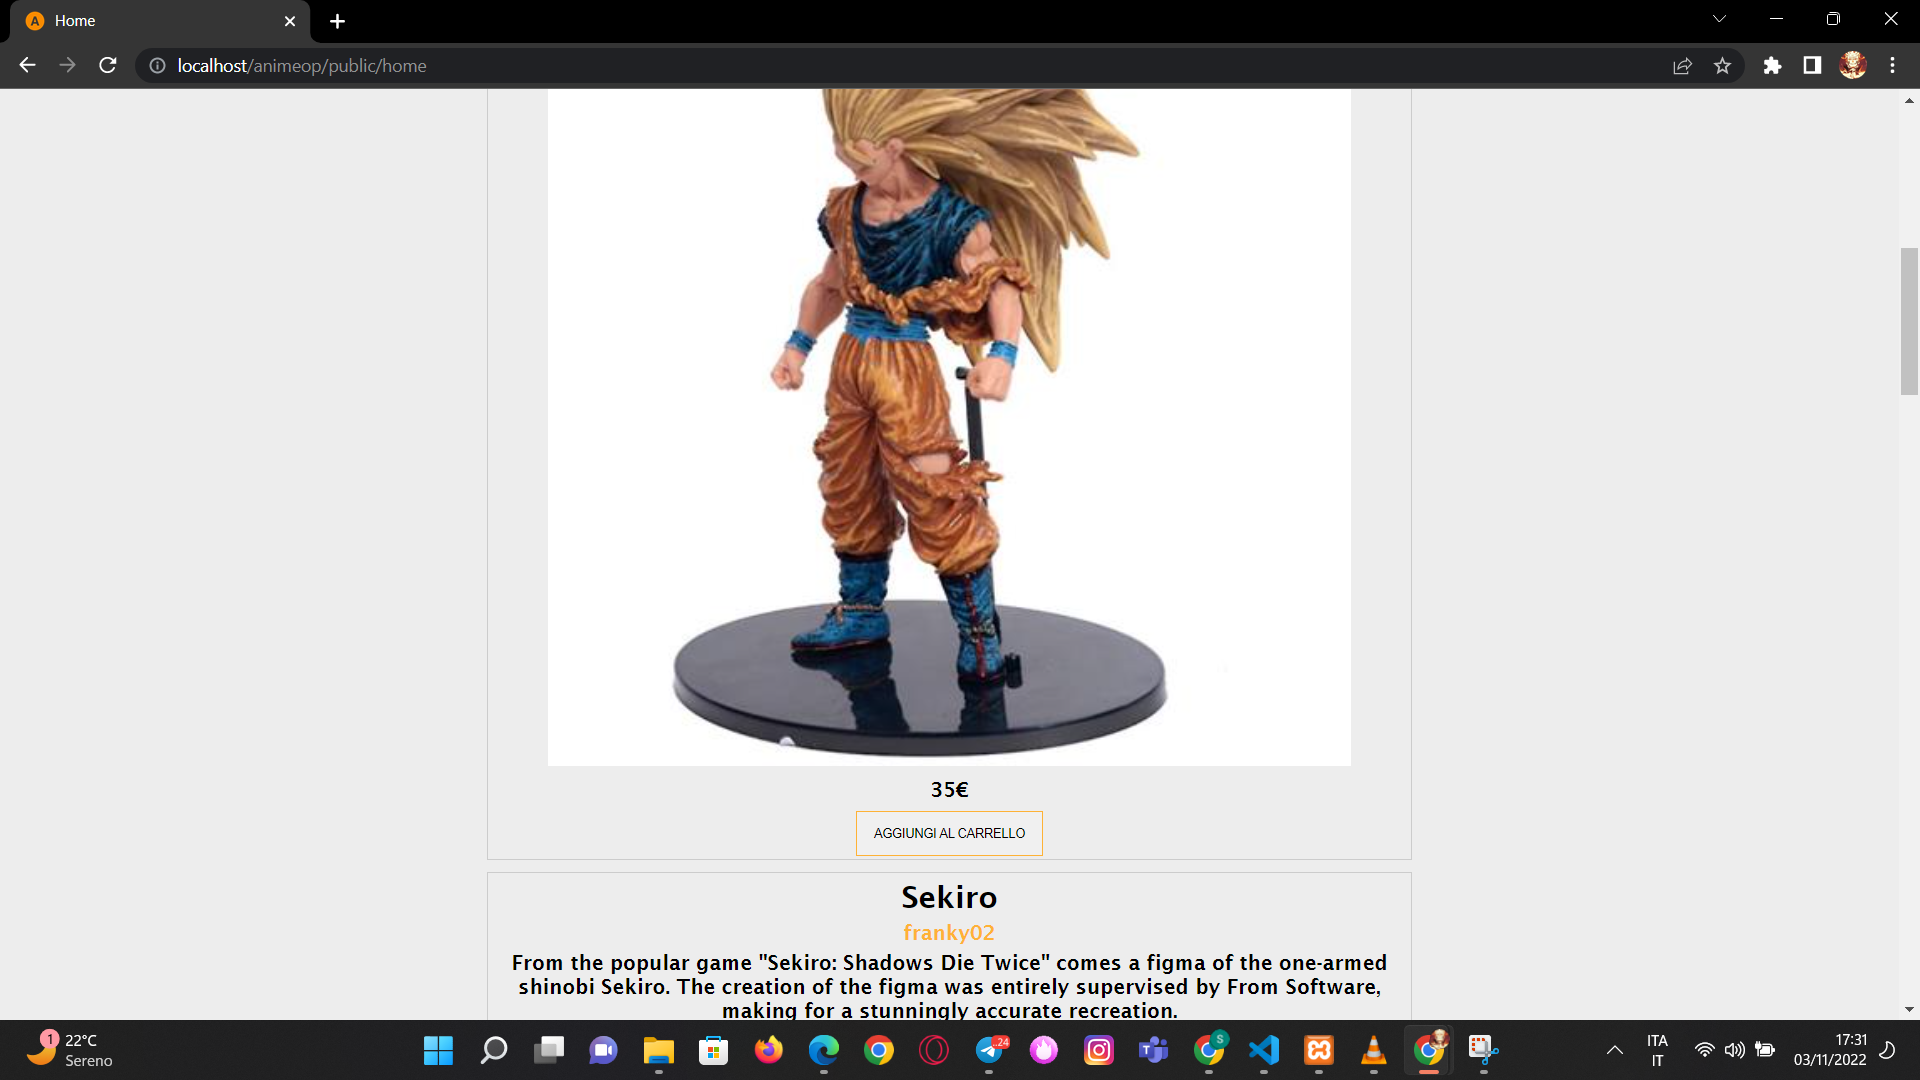 A Home
localhost/animeop/public/home
35€
AGGIUNGI AL CARRELLO
Sekiro
franky02
From the popular game "Sekiro: Shadows Die Twice" comes a figma of the one-armed
shinobi Sekiro. The creation of the figma was entirely supervised by From Software,
making for a stunningly accurate recreation.
1
22°C
Sereno
.24
S
ITA
IT
17:31
03/11/2022